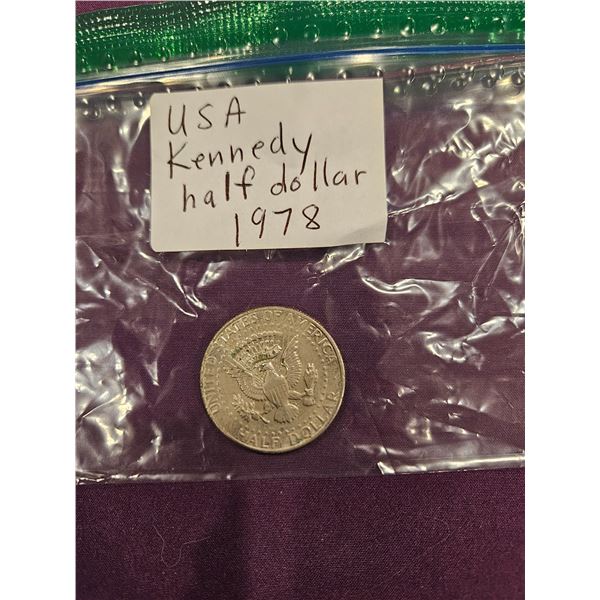 USA
Kennedy
half dollar
1978
UNITED STATES OF AMERICA
HALF DOLLAR